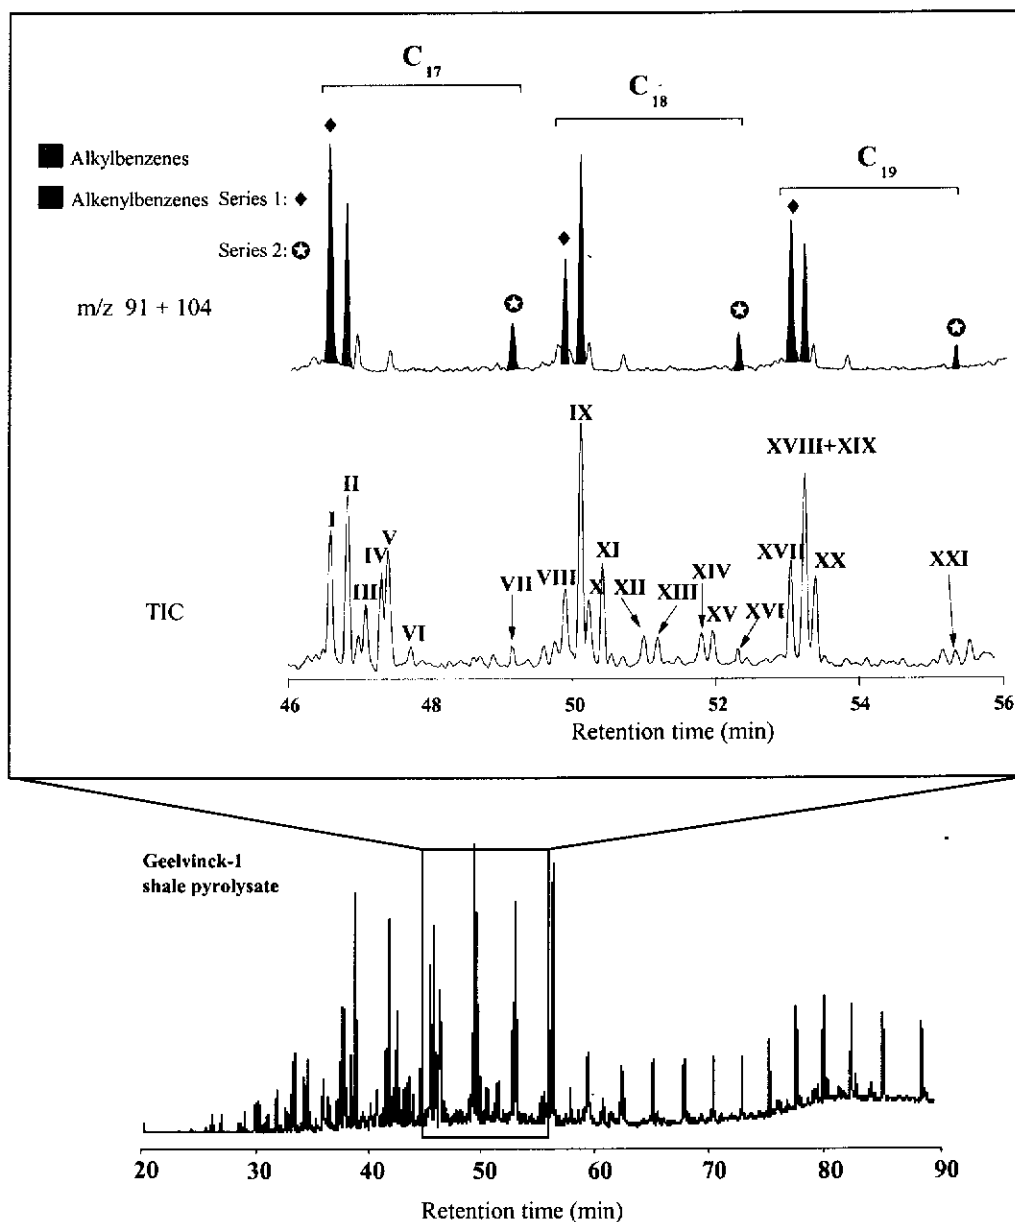 C17
C18
C19
Alkylbenzenes
Alkenylbenzenes Series 1:
Series 2:
m/z 91 + 104
TIC
I
II
III
IV
V
VI
VII
VIII
IX
X
XI
XII
XIII
XIV
XV
XVI
XVII
XVIII+XIX
XX
XXI
46 48 50 52 54 56
Retention time (min)
Geelvinck-1
shale pyrolysate
20 30 40 50 60 70 80 90
Retention time (min)